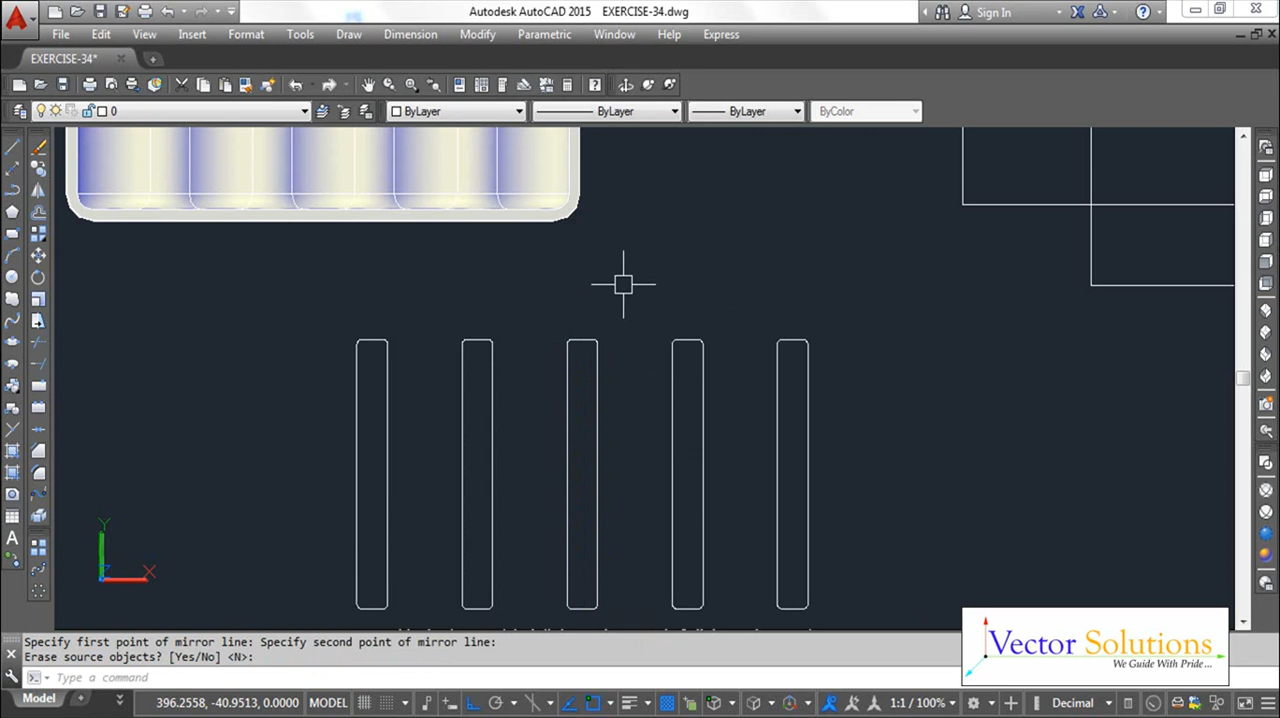 Autodesk AutoCAD 2015 EXERCISE-34.dwg
Sign In
File Edit View Insert Format Tools Draw Dimension Modify Parametric Window Help Express
EXERCISE-34*
0
ByLayer
ByLayer
ByLayer
ByColor
Y
X
Specify first point of mirror line: Specify second point of mirror line:
Erase source objects? [Yes/No] <N>:
Type a command
Vector Solutions
We Guide With Pride...
Model
396.2558, -40.9513, 0.0000 MODEL
1:1 / 100%
Decimal